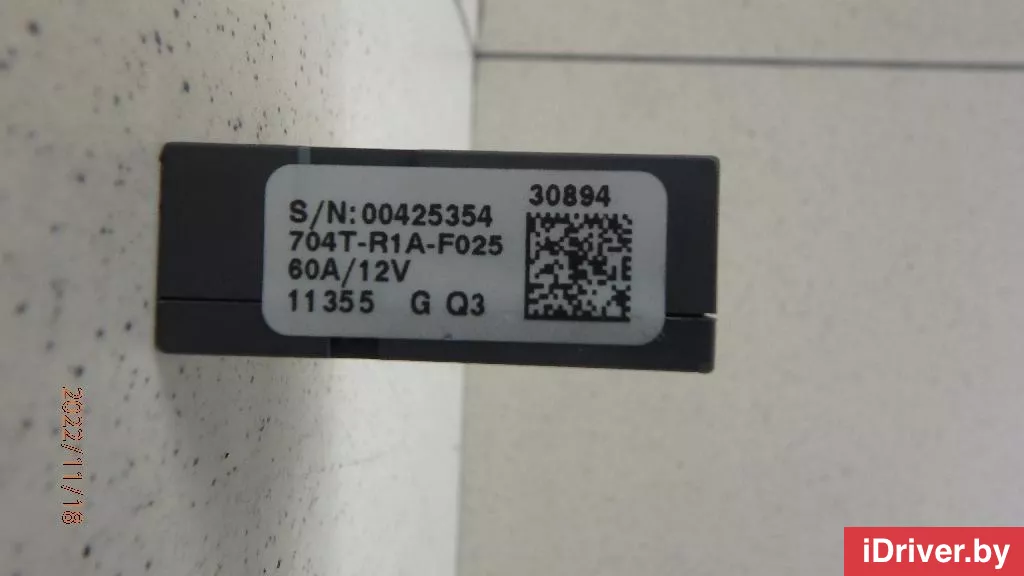 30894
S/N: 00425354
704T-R1A-F025
60A/12V
11355 G Q3
2022/11/18
iDriver.by